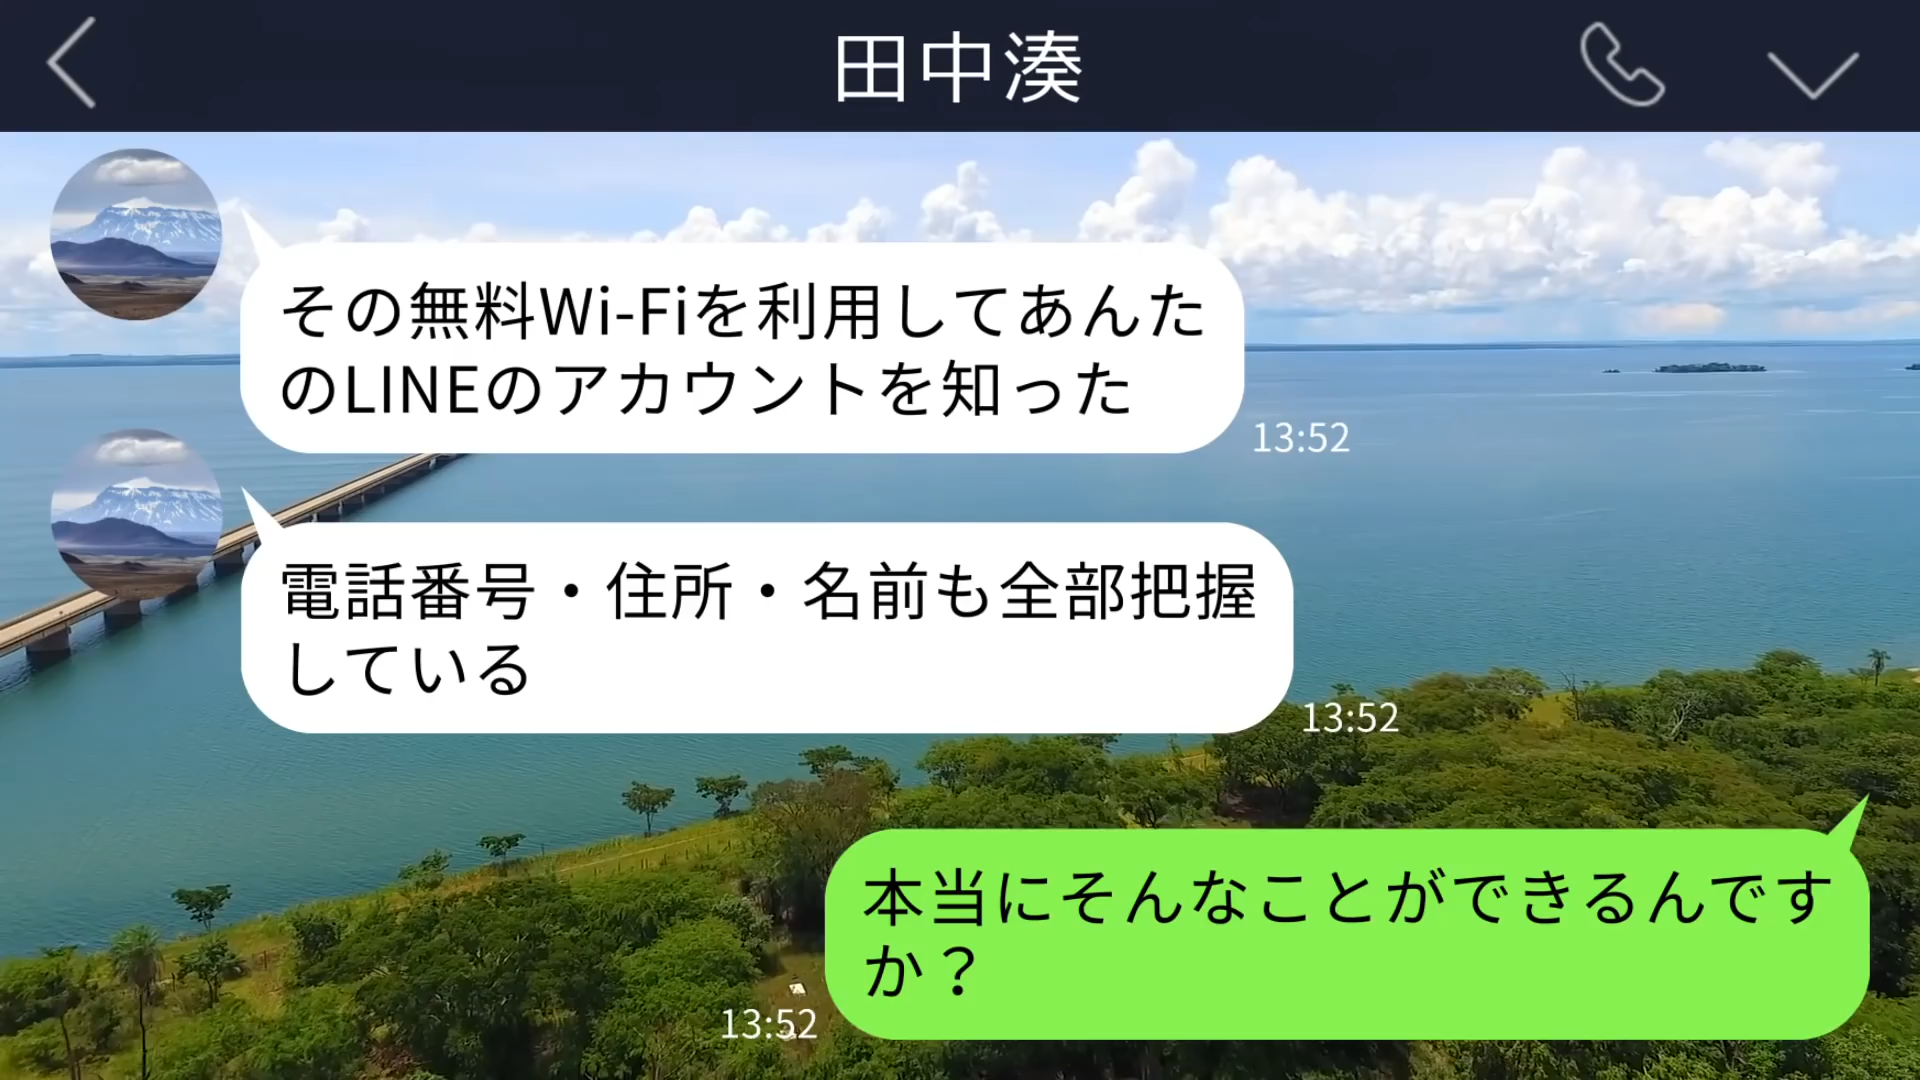 田中湊
その無料Wi-Fiを利用してあんた
のLINEのアカウントを知った
13:52
電話番号・住所・名前も全部把握
している
13:52
本当にそんなことができるんです
か？
13:52